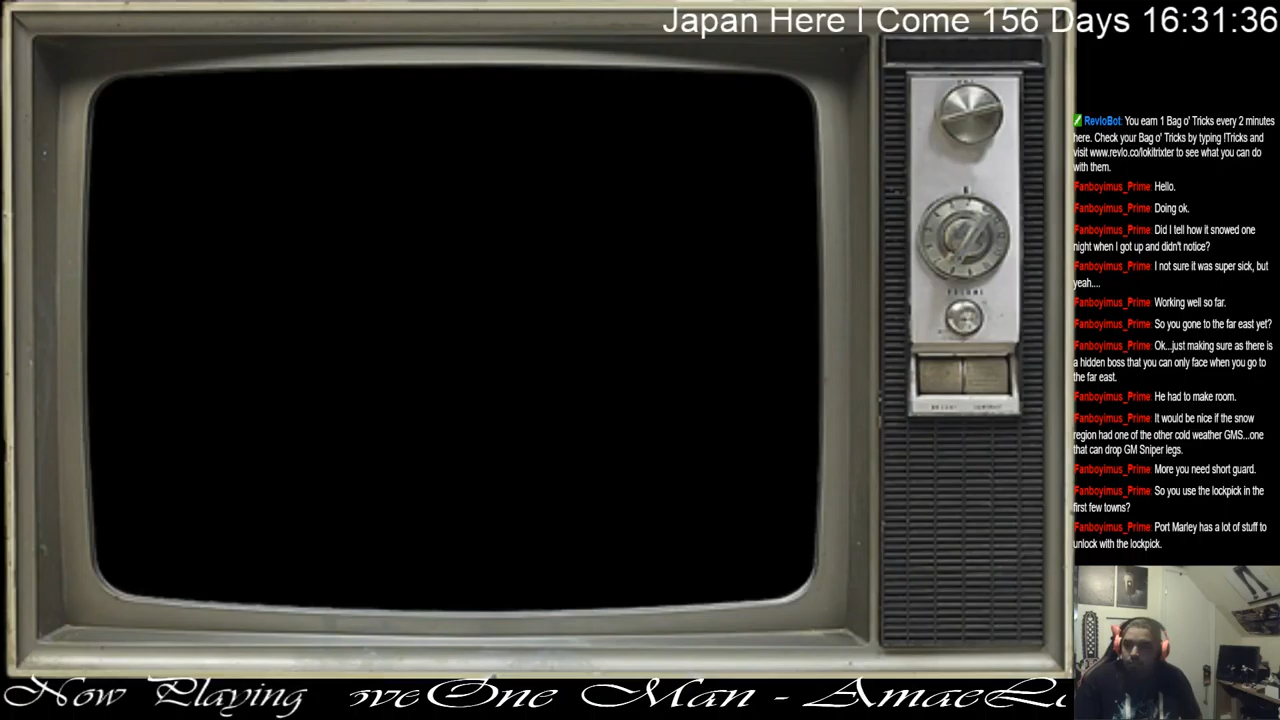 Japan Here I Come 156 Days 16:31:36
RevloBot: You earn 1 Bag o' Tricks every 2 minutes
here. Check your Bag o' Tricks by typing !Tricks and
visit www.revlo.co/lokitrixter to see what you can do
with them.
Fanboyimus_Prime: Hello.
Fanboyimus_Prime: Doing ok.
Fanboyimus_Prime: Did I tell how it snowed one
night when I got up and didn't notice?
Fanboyimus_Prime: I not sure it was super sick, but
yeah....
Fanboyimus_Prime: Working well so far.
Fanboyimus_Prime: So you gone to the far east yet?
Fanboyimus_Prime: Ok...just making sure as there is
a hidden boss that you can only face when you go to
the far east.
Fanboyimus_Prime: He had to make room.
Fanboyimus_Prime: It would be nice if the snow
region had one of the other cold weather GMS...one
that can drop GM Sniper legs.
Fanboyimus_Prime: More you need short guard.
Fanboyimus_Prime: So you use the lockpick in the
first few towns?
Fanboyimus_Prime: Port Marley has a lot of stuff to
unlock with the lockpick.
VOLUME
Now Playing veOne Man - AmaeL